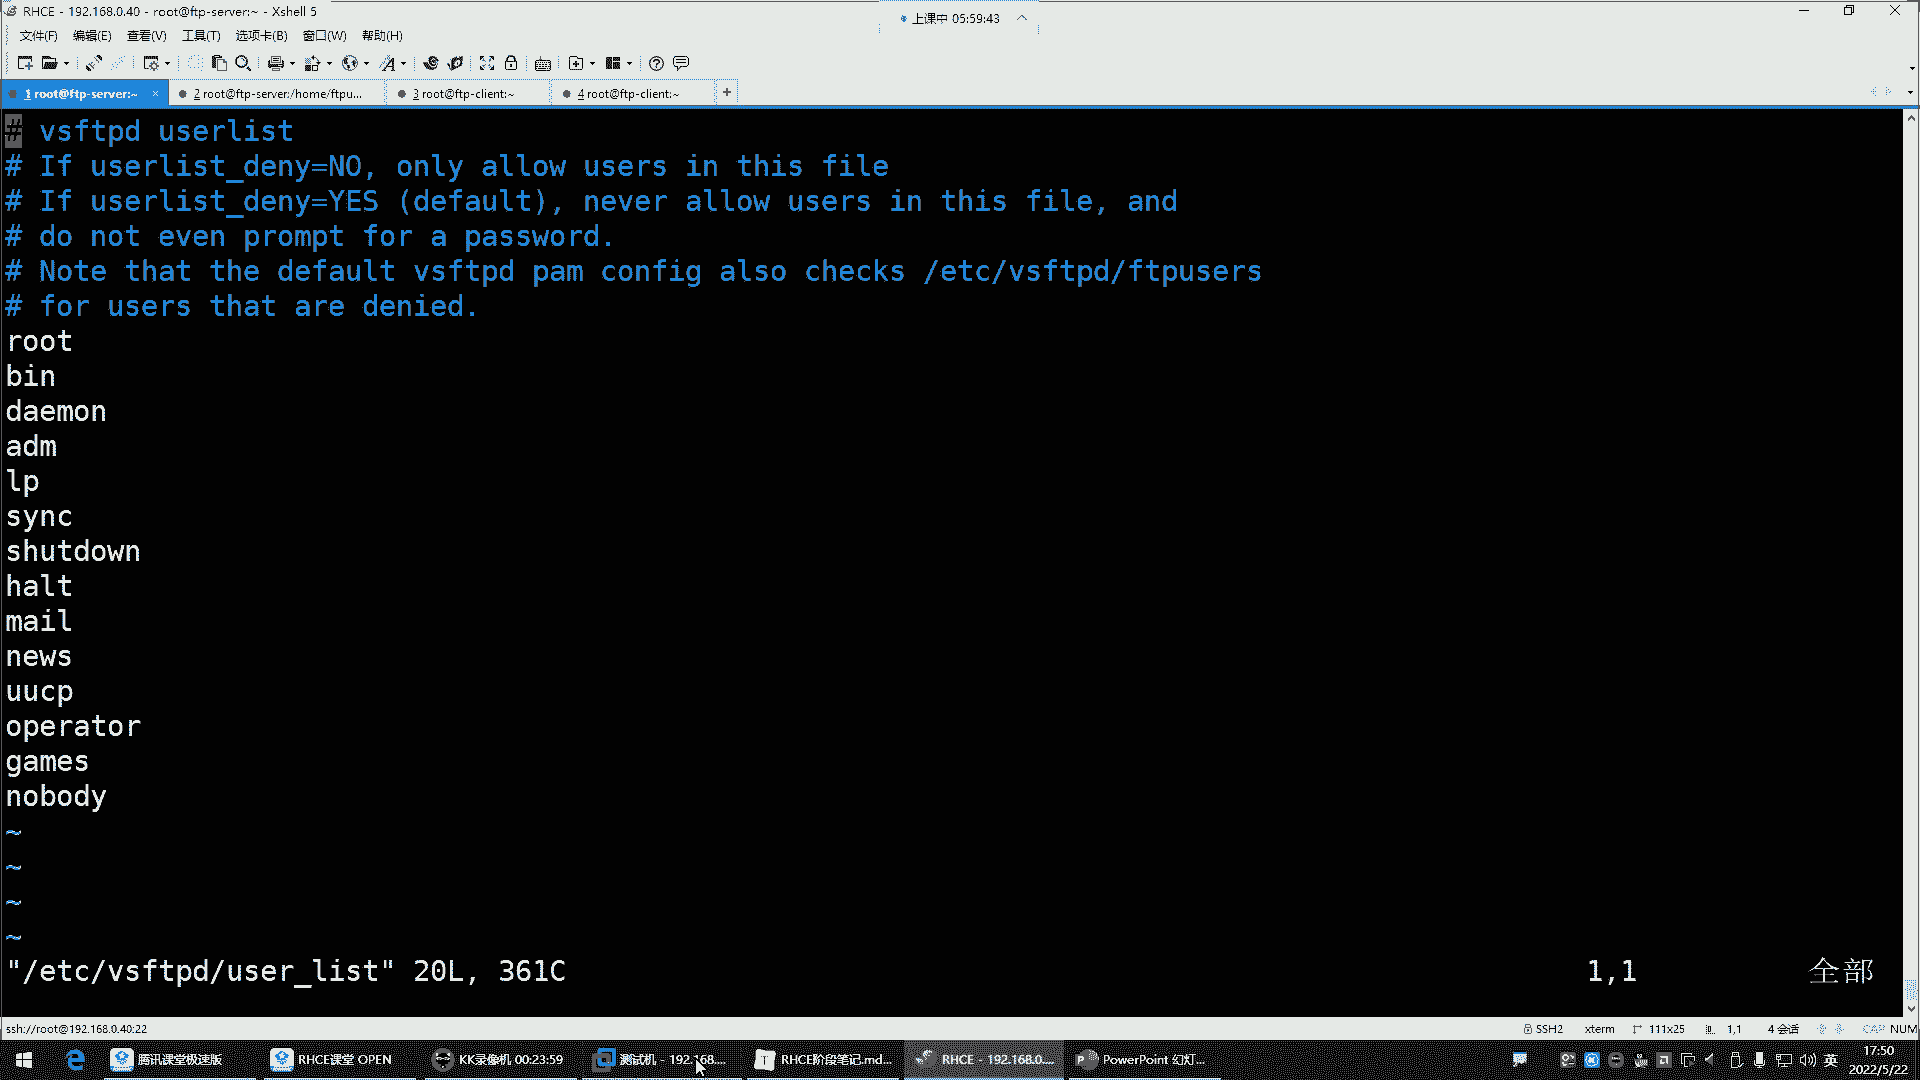 RHCE - 192.168.0.40 - root@ftp-server:~ - Xshell 5
上课中 05:59:43
文件(F) 编辑(E) 查看(V) 工具(T) 选项卡(B) 窗口(W) 帮助(H)
1 root@ftp-server:~ × 2 root@ftp-server:/home/ftpu... 3 root@ftp-client:~ 4 root@ftp-client:~ +
# vsftpd userlist
# If userlist_deny=NO, only allow users in this file
# If userlist_deny=YES (default), never allow users in this file, and
# do not even prompt for a password.
# Note that the default vsftpd pam config also checks /etc/vsftpd/ftpusers
# for users that are denied.
root
bin
daemon
adm
lp
sync
shutdown
halt
mail
news
uucp
operator
games
nobody
~
~
~
~
"/etc/vsftpd/user_list" 20L, 361C 1,1 全部
ssh://root@192.168.0.40:22 SSH2 xterm 111x25 1,1 4 会话 CAP NUM
腾讯课堂极速版 RHCE课堂 OPEN KK录像机 00:23:59 测试机 - 192.168.... RHCE阶段笔记.md... RHCE - 192.168.0.... PowerPoint 幻灯... 英 17:50
2022/5/22